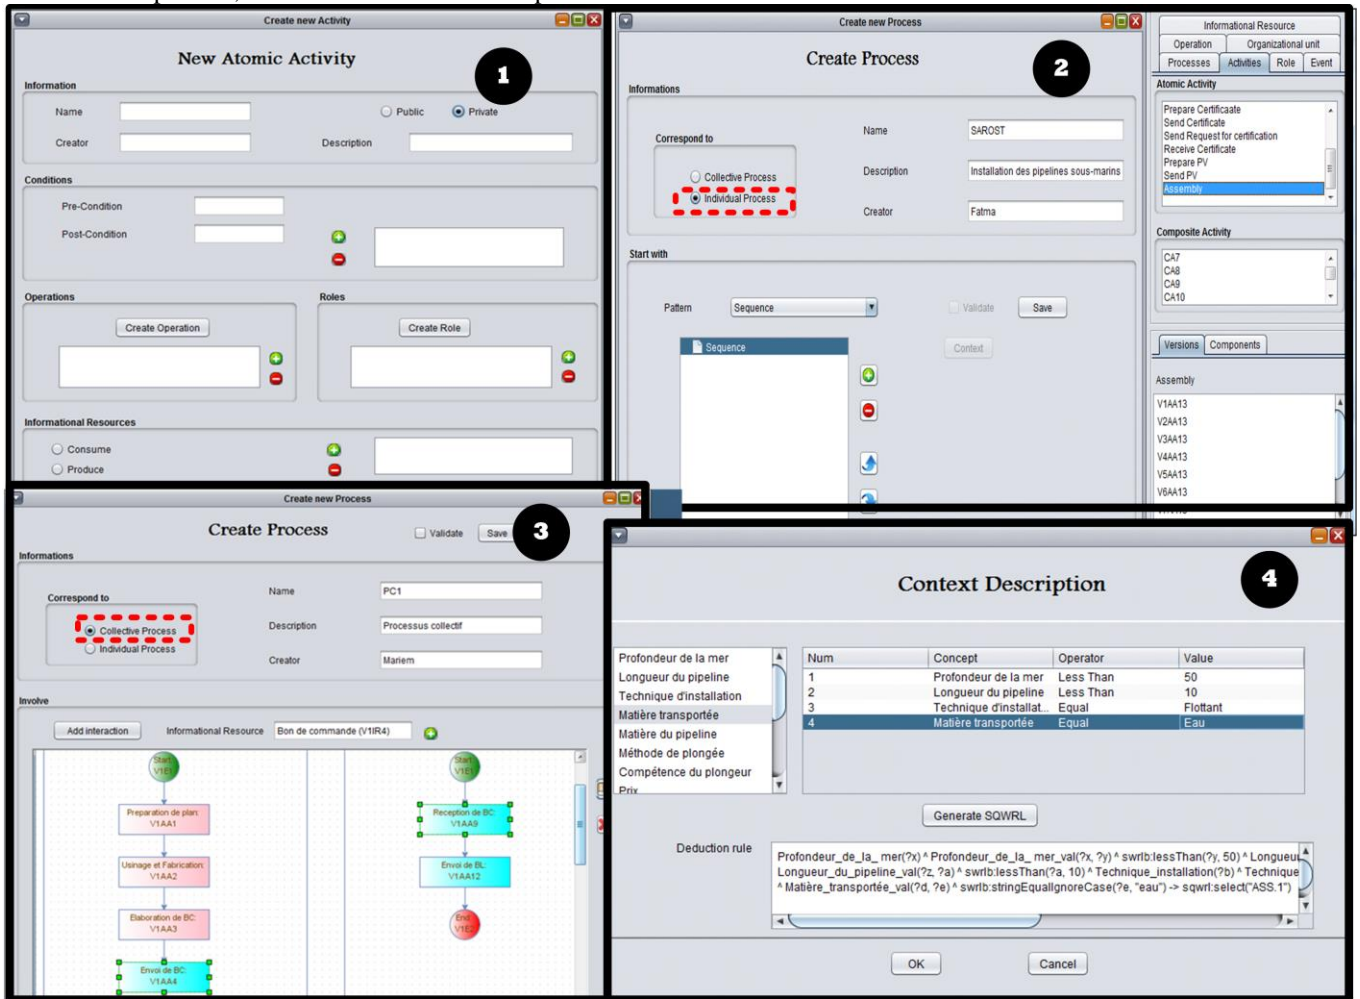 Create new Activity
New Atomic Activity
1
Information
Name
Public
Private
Creator
Description
Conditions
Pre-Condition
Post-Condition
Operations
Roles
Create Operation
Create Role
Informational Resources
Consume
Produce
Create new Process
Create Process
2
Informations
Correspond to
Collective Process
Individual Process
Name
SAROST
Description
Installation des pipelines sous-marins
Creator
Fatma
Start with
Pattern
Sequence
Validate
Save
Sequence
Context
Informational Resource
Operation
Organizational unit
Processes
Activities
Role
Event
Atomic Activity
Prepare Certificaate
Send Certificate
Send Request for certification
Receive Certificate
Prepare PV
Send PV
Assembly
Composite Activity
CA7
CA8
CA9
CA10
Versions
Components
Assembly
V1AA13
V2AA13
V3AA13
V4AA13
V5AA13
V6AA13
Create new Process
Create Process
Validate
Save
3
Informations
Correspond to
Collective Process
Individual Process
Name
PC1
Description
Processus collectif
Creator
Mariem
Involve
Add interaction
Informational Resource
Bon de commande (V1IR4)
Start:
V1E1
Preparation de plan:
V1AA1
Usinage et Fabrication:
V1AA2
Elaboration de BC:
V1AA3
Envoi de BC:
V1AA4
Start:
V1E1
Reception de BC:
V1AA9
Envoi de BL:
V1AA12
End:
V1E2
4
Context Description
Profondeur de la mer
Longueur du pipeline
Technique d'installation
Matière transportée
Matière du pipeline
Méthode de plongée
Compétence du plongeur
Prix
Num Concept Operator Value
1 Profondeur de la mer Less Than 50
2 Longueur du pipeline Less Than 10
3 Technique d'installat... Equal Flottant
4 Matière transportée Equal Eau
Generate SQWRL
Deduction rule
Profondeur_de_la_ mer(?x) ^ Profondeur_de_la_ mer_val(?x, ?y) ^ swrlb:lessThan(?y, 50) ^ Longueu
Longueur_du_pipeline_val(?z, ?a) ^ swrlb:lessThan(?a, 10) ^ Technique_installation(?b) ^ Technique
^ Matière_transportée_val(?d, ?e) ^ swrlb:stringEqualIgnoreCase(?e, "eau") -> sqwrl:select("ASS.1")
OK
Cancel